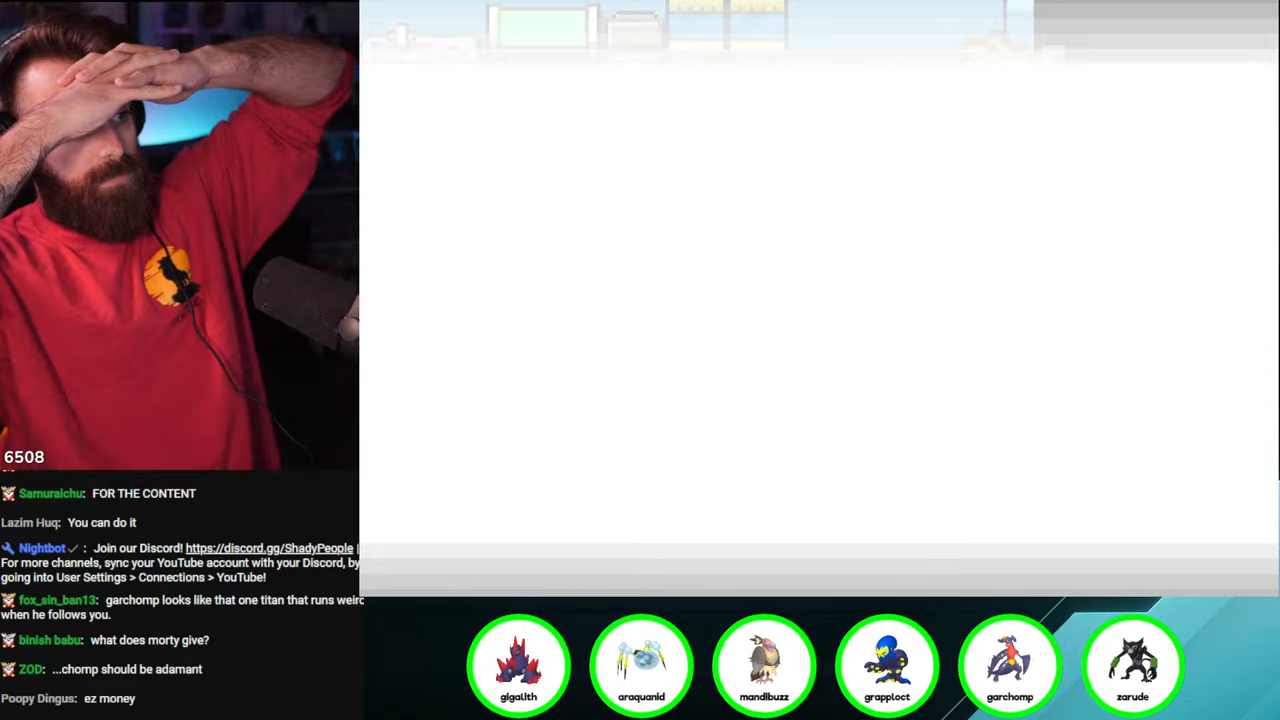 6508
Samuraichu: FOR THE CONTENT
Lazim Huq: You can do it
Nightbot ✓ : Join our Discord! https://discord.gg/ShadyPeople |
For more channels, sync your YouTube account with your Discord, by
going into User Settings > Connections > YouTube!
fox_sin_ban13: garchomp looks like that one titan that runs weird
when he follows you.
binish babu: what does morty give?
ZOD: ...chomp should be adamant
Poopy Dingus: ez money
gigalith araquanid mandibuzz grapploct garchomp zarude